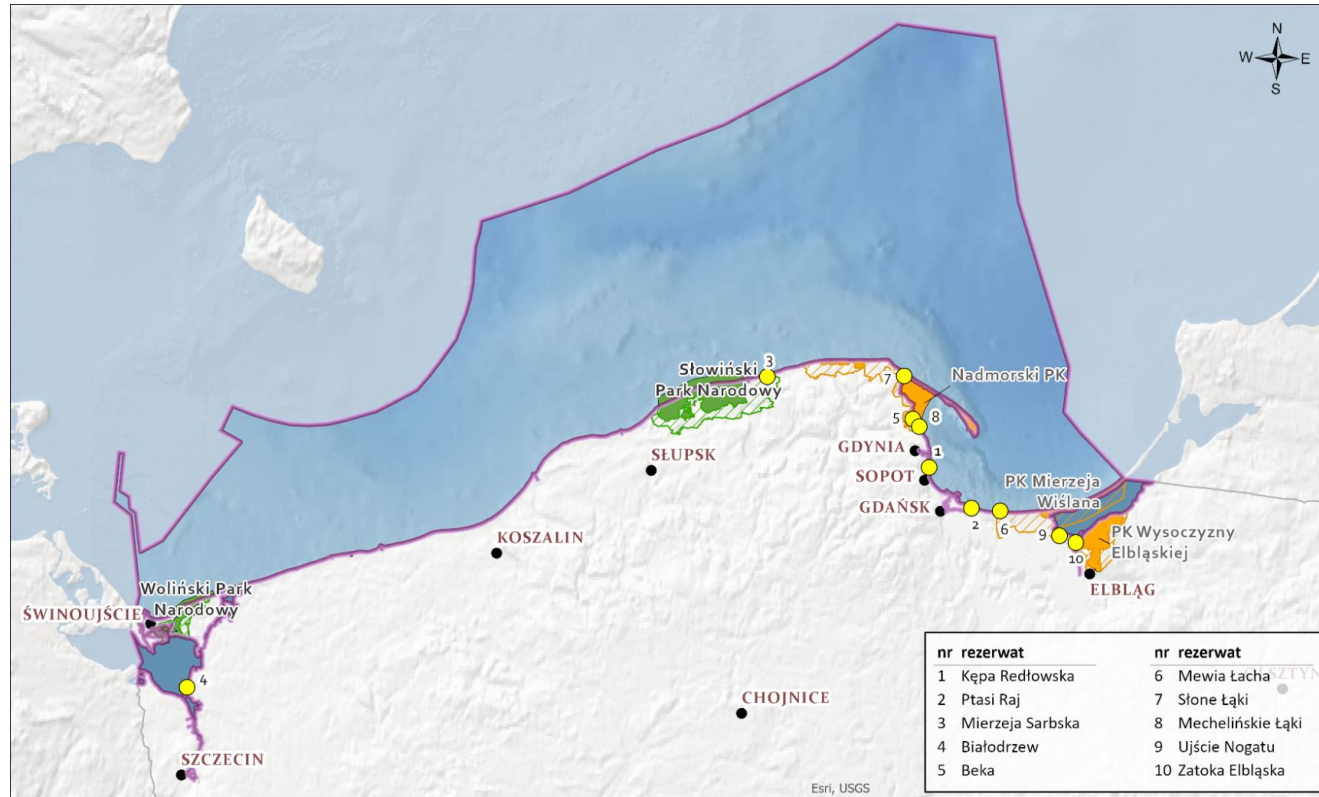 N
W E
S
Słowiński
Park Narodowy
3
7
Nadmorski PK
5
8
GDYNIA
1
SŁUPSK
SOPOT
PK Mierzeja
Wiślana
GDAŃSK
2
6
9
PK Wysoczyzny
Elbląskiej
10
KOSZALIN
ELBLĄG
Woliński Park
Narodowy
ŚWINOUJŚCIE
4
CHOJNICE
SZCZECIN
Esri, USGS
nr rezerwat
1 Kępa Redłowska
2 Ptasi Raj
3 Mierzeja Sarbska
4 Białodrzew
5 Beka
nr rezerwat
6 Mewia Łacha
7 Słone Łąki
8 Mechelińskie Łąki
9 Ujście Nogatu
10 Zatoka Elbląska